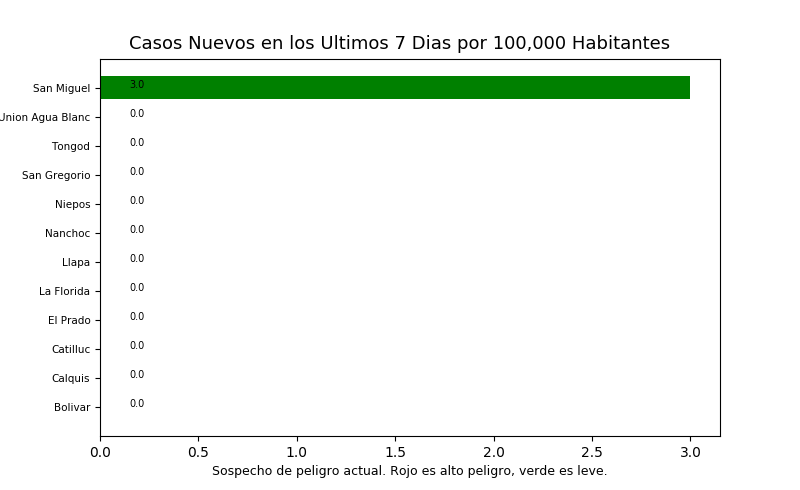 Casos Nuevos en los Ultimos 7 Dias por 100,000 Habitantes
San Miguel 3.0
Union Agua Blanc 0.0
Tongod 0.0
San Gregorio 0.0
Niepos 0.0
Nanchoc 0.0
Llapa 0.0
La Florida 0.0
El Prado 0.0
Catilluc 0.0
Calquis 0.0
Bolivar 0.0
0.0 0.5 1.0 1.5 2.0 2.5 3.0
Sospecho de peligro actual. Rojo es alto peligro, verde es leve.